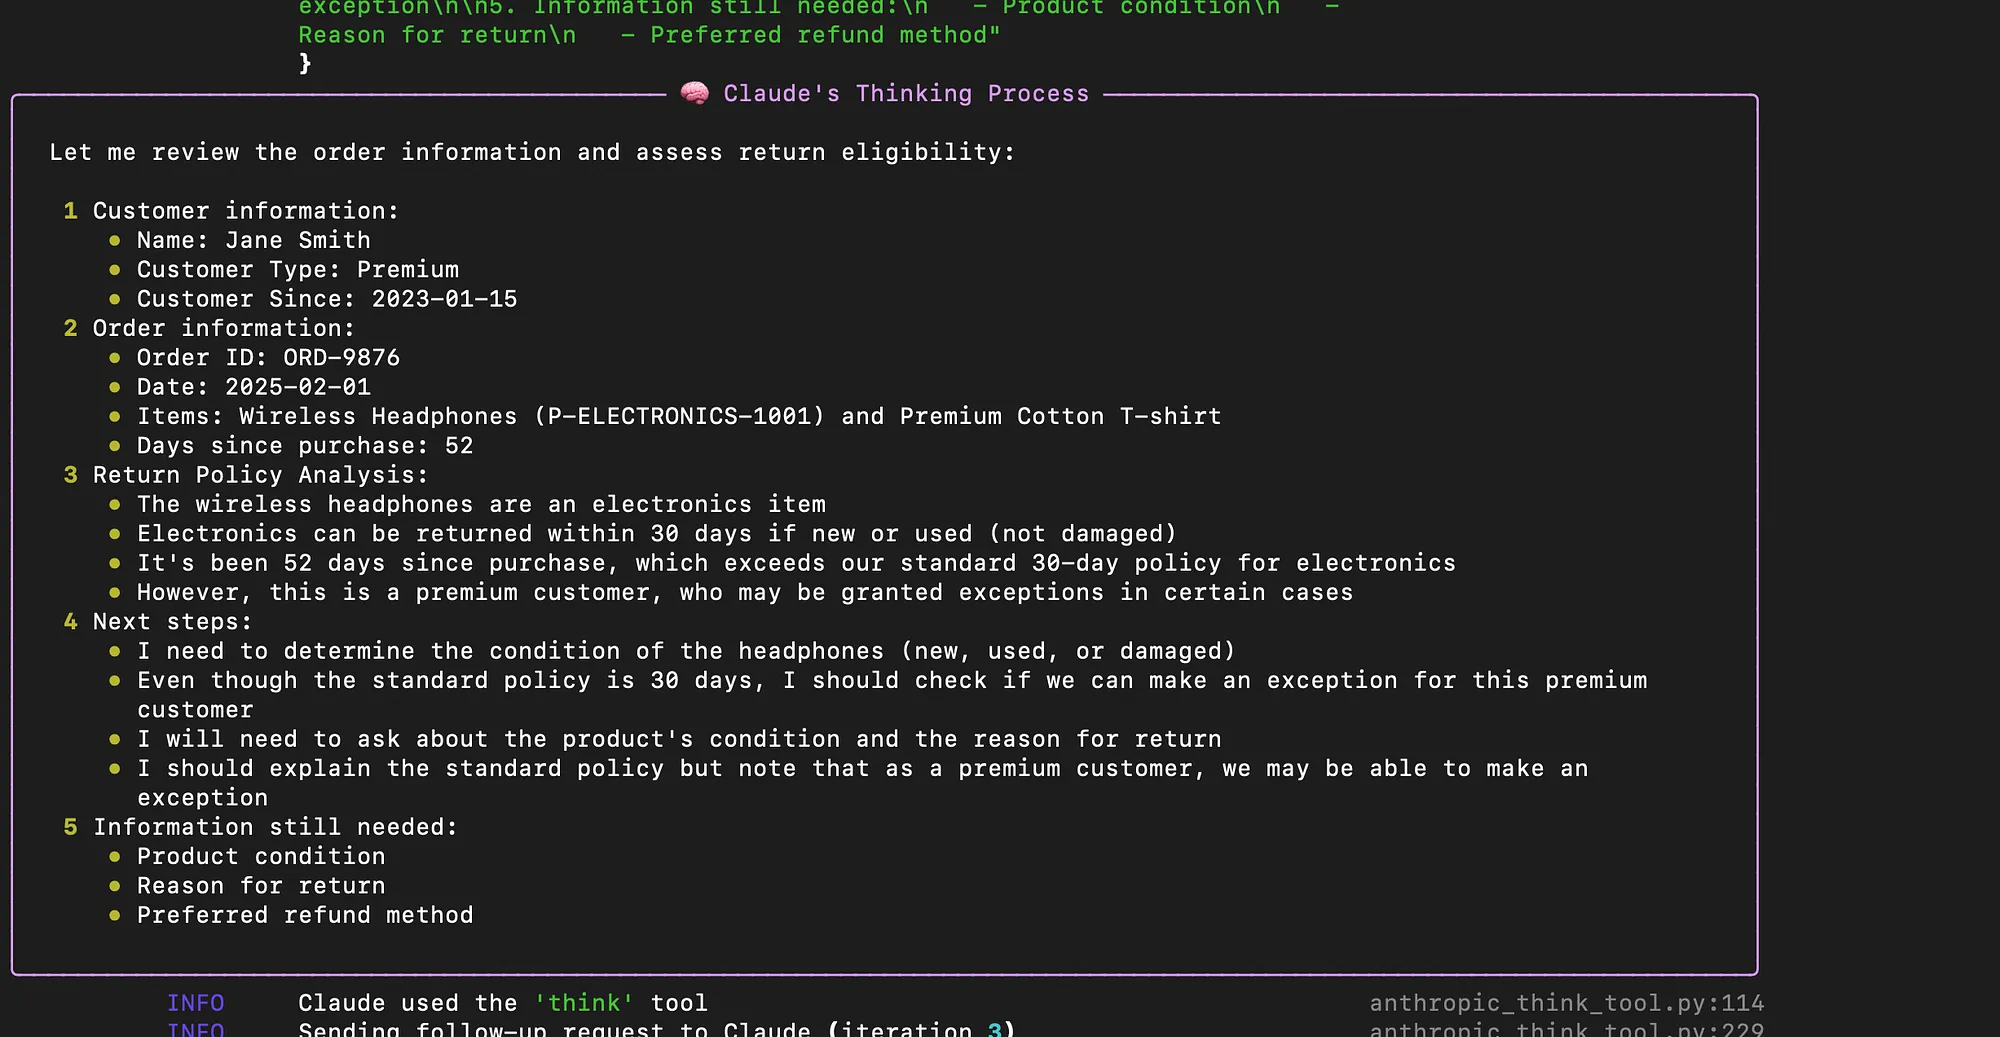 exception\n\n5. Information still needed:\n   - Product condition\n   -
Reason for return\n   - Preferred refund method"
}
Claude's Thinking Process
Let me review the order information and assess return eligibility:
1 Customer information:
• Name: Jane Smith
• Customer Type: Premium
• Customer Since: 2023-01-15
2 Order information:
• Order ID: ORD-9876
• Date: 2025-02-01
• Items: Wireless Headphones (P-ELECTRONICS-1001) and Premium Cotton T-shirt
• Days since purchase: 52
3 Return Policy Analysis:
• The wireless headphones are an electronics item
• Electronics can be returned within 30 days if new or used (not damaged)
• It's been 52 days since purchase, which exceeds our standard 30-day policy for electronics
• However, this is a premium customer, who may be granted exceptions in certain cases
4 Next steps:
• I need to determine the condition of the headphones (new, used, or damaged)
• Even though the standard policy is 30 days, I should check if we can make an exception for this premium
customer
• I will need to ask about the product's condition and the reason for return
• I should explain the standard policy but note that as a premium customer, we may be able to make an
exception
5 Information still needed:
• Product condition
• Reason for return
• Preferred refund method
INFO Claude used the 'think' tool anthropic_think_tool.py:114
INFO Sending follow-up request to Claude (iteration 3) anthropic_think_tool.py:229